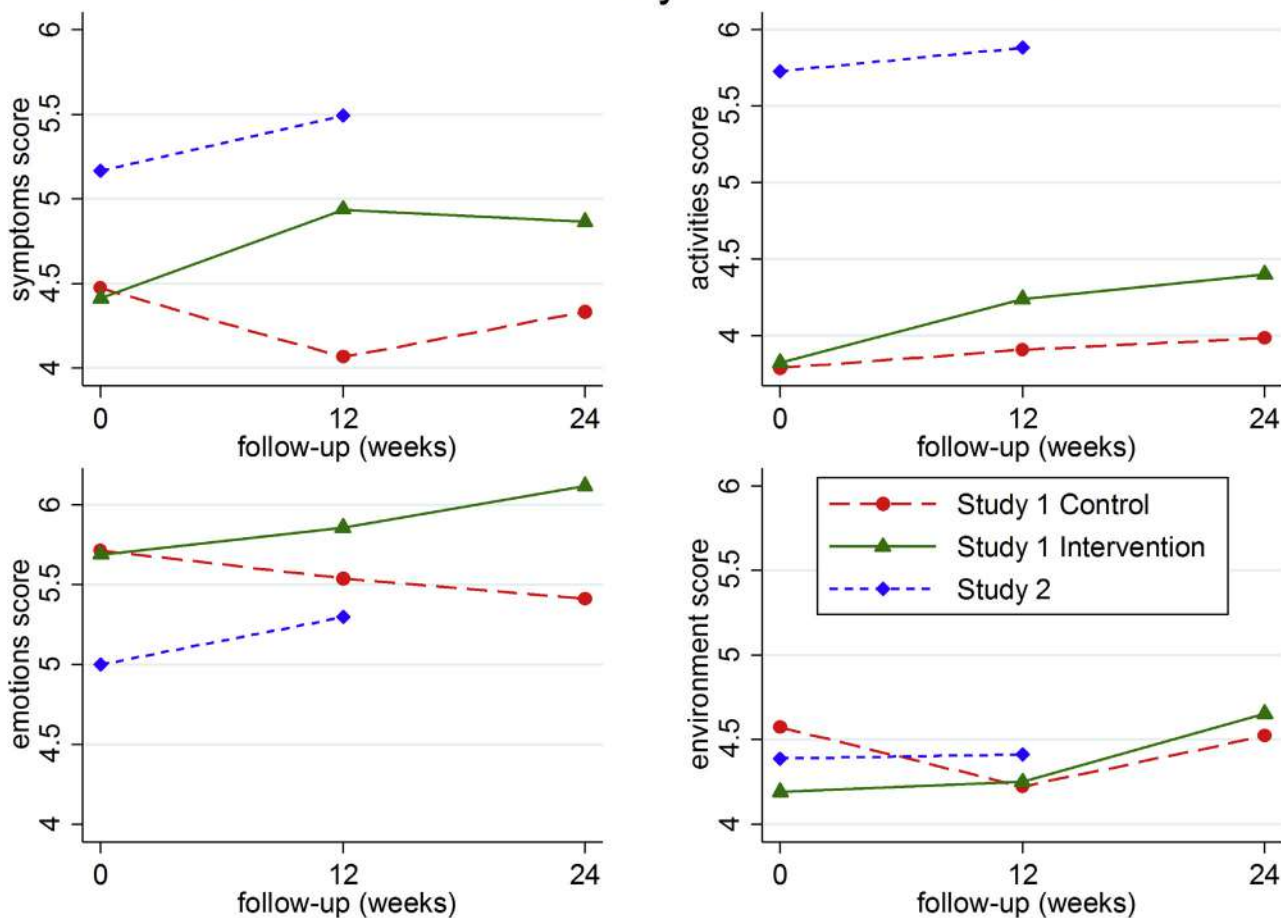 symptoms score
6
5.5
5
4.5
4
0 12 24
follow-up (weeks)
activities score
6
5.5
5
4.5
4
0 12 24
follow-up (weeks)
emotions score
6
5.5
5
4.5
4
0 12 24
follow-up (weeks)
environment score
6
5.5
5
4.5
4
0 12 24
follow-up (weeks)
Study 1 Control
Study 1 Intervention
Study 2